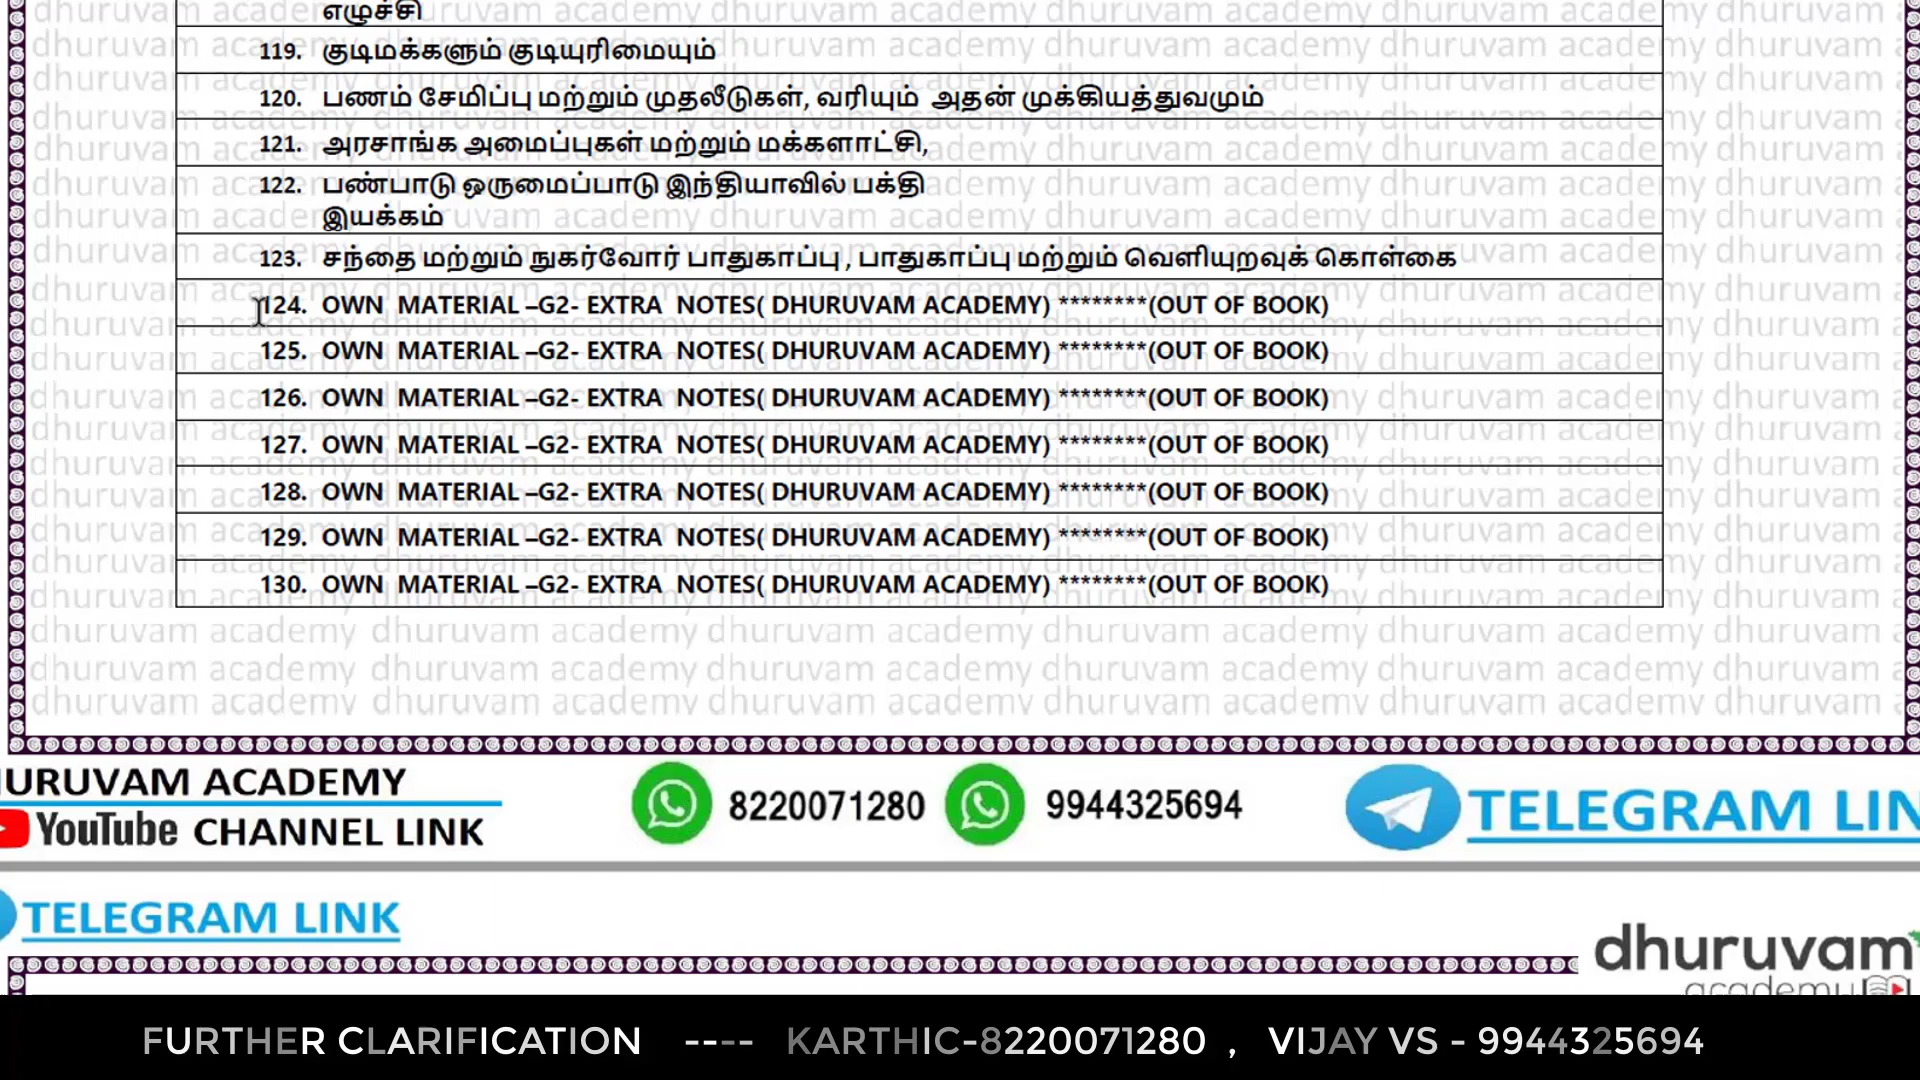 எழுச்சி
119. குடிமக்களும் குடியுரிமையும்
120. பணம் சேமிப்பு மற்றும் முதலீடுகள், வரியும் அதன் முக்கியத்துவமும்
121. அரசாங்க அமைப்புகள் மற்றும் மக்களாட்சி,
122. பண்பாடு ஒருமைப்பாடு இந்தியாவில் பக்தி
இயக்கம்
123. சந்தை மற்றும் நுகர்வோர் பாதுகாப்பு , பாதுகாப்பு மற்றும் வெளியுறவுக் கொள்கை
124. OWN MATERIAL –G2- EXTRA NOTES( DHURUVAM ACADEMY) ********(OUT OF BOOK)
125. OWN MATERIAL –G2- EXTRA NOTES( DHURUVAM ACADEMY) ********(OUT OF BOOK)
126. OWN MATERIAL –G2- EXTRA NOTES( DHURUVAM ACADEMY) ********(OUT OF BOOK)
127. OWN MATERIAL –G2- EXTRA NOTES( DHURUVAM ACADEMY) ********(OUT OF BOOK)
128. OWN MATERIAL –G2- EXTRA NOTES( DHURUVAM ACADEMY) ********(OUT OF BOOK)
129. OWN MATERIAL –G2- EXTRA NOTES( DHURUVAM ACADEMY) ********(OUT OF BOOK)
130. OWN MATERIAL –G2- EXTRA NOTES( DHURUVAM ACADEMY) ********(OUT OF BOOK)
URUVAM ACADEMY
YouTube CHANNEL LINK
8220071280 9944325694
TELEGRAM LIN
TELEGRAM LINK
dhuruvam
academy
FURTHER CLARIFICATION ---- KARTHIC-8220071280 , VIJAY VS - 9944325694